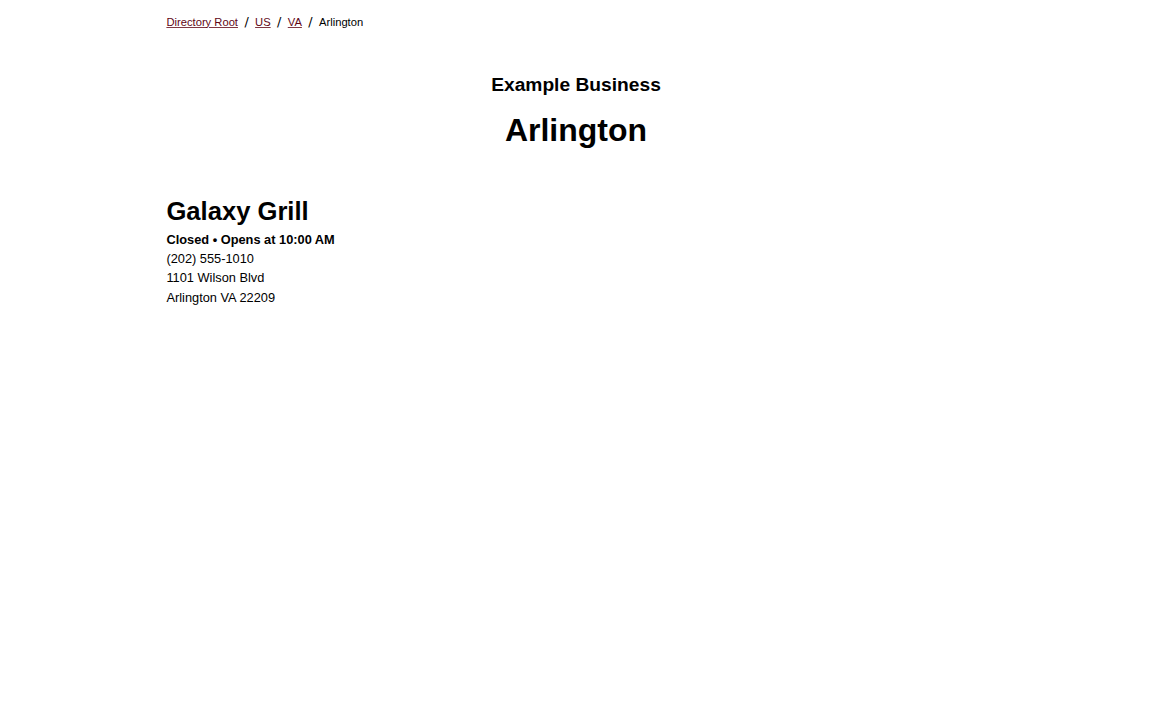 Directory Root / US / VA / Arlington
Example Business
Arlington
Galaxy Grill
Closed • Opens at 10:00 AM
(202) 555-1010
1101 Wilson Blvd
Arlington VA 22209